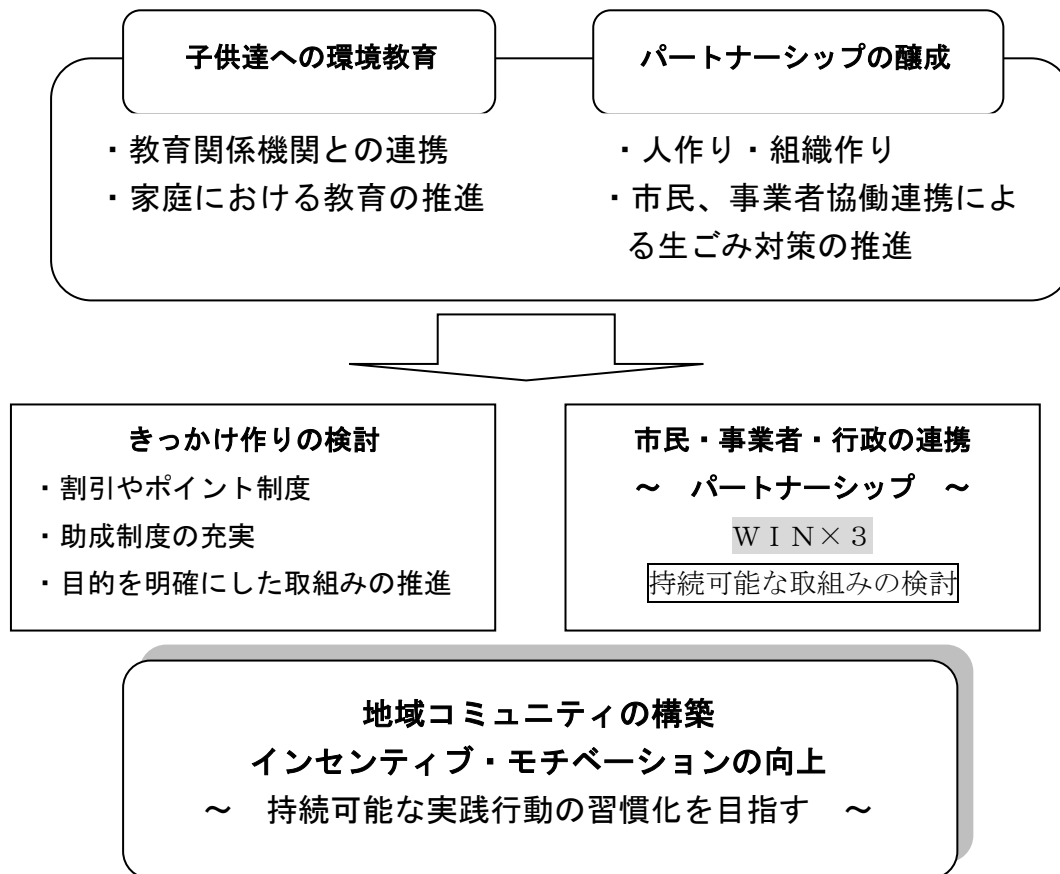 子供達への環境教育
パートナーシップの醸成
・教育関係機関との連携
・家庭における教育の推進
・人作り・組織作り
・市民、事業者協働連携によ
る生ごみ対策の推進
きっかけ作りの検討
・割引やポイント制度
・助成制度の充実
・目的を明確にした取組みの推進
市民・事業者・行政の連携
～　パートナーシップ　～
ＷＩＮ×３
持続可能な取組みの検討
地域コミュニティの構築
インセンティブ・モチベーションの向上
～　持続可能な実践行動の習慣化を目指す　～